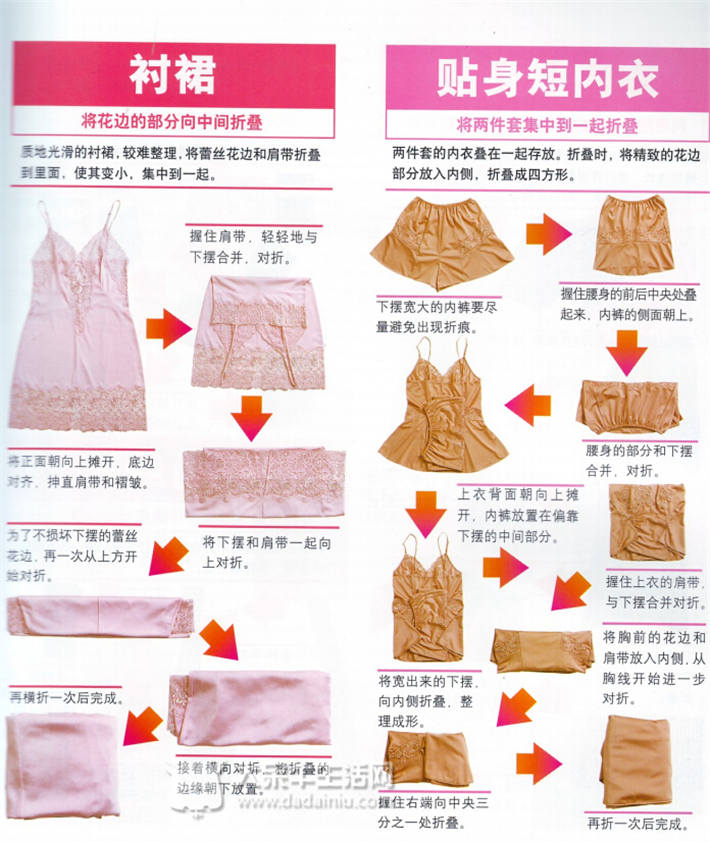 衬裙
将花边的部分向中间折叠
质地光滑的衬裙,较难整理,将蕾丝花边和肩带折叠
到里面，使其变小，集中到一起。
握住肩带，轻轻地与
下摆合并，对折。
将正面朝向上摊开，底边
对齐，抻直肩带和褶皱。
将下摆和肩带一起向
上对折。
为了不损坏下摆的蕾丝
花边，再一次从上方开
始对折。
再横折一次后完成。
接着横向对折，将折叠的
边缘朝下放置。
贴身短内衣
将两件套集中到一起折叠
两件套的内衣叠在一起存放。折叠时，将精致的花边
部分放入内侧，折叠成四方形。
下摆宽大的内裤要尽
量避免出现折痕。
握住腰身的前后中央处叠
起来，内裤的侧面朝上。
腰身的部分和下摆
合并，对折。
上衣背面朝向上摊
开，内裤放置在偏靠
下摆的中间部分。
握住上衣的肩带，
与下摆合并对折。
将宽出来的下摆，
向内侧折叠，整
理成形。
将胸前的花边和
肩带放入内侧，从
胸线开始进一步
对折。
握住右端向中央三
分之一处折叠。
再折一次后完成。
生活网
www.dadainiu.com